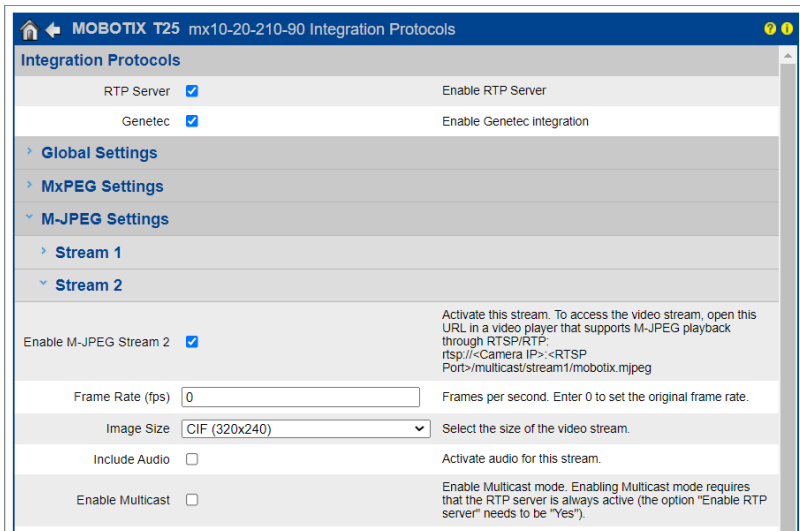 MOBOTIX T25 mx10-20-210-90 Integration Protocols
Integration Protocols
RTP Server
Enable RTP Server
Genetec
Enable Genetec integration
Global Settings
MxPEG Settings
M-JPEG Settings
Stream 1
Stream 2
Enable M-JPEG Stream 2
Activate this stream. To access the video stream, open this
URL in a video player that supports M-JPEG playback
through RTSP/RTP:
rtsp://<Camera IP>:<RTSP
Port>/multicast/stream1/mobotix.mjpeg
Frame Rate (fps)
0
Frames per second. Enter 0 to set the original frame rate.
Image Size
CIF (320x240)
Select the size of the video stream.
Include Audio
Activate audio for this stream.
Enable Multicast
Enable Multicast mode. Enabling Multicast mode requires
that the RTP server is always active (the option "Enable RTP
server" needs to be "Yes").